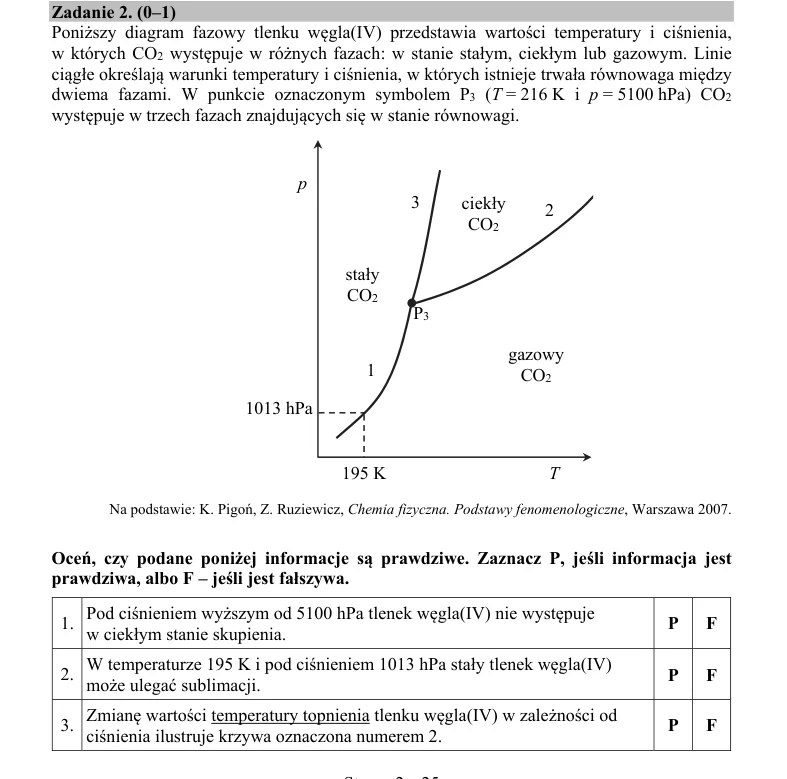 Zadanie 2. (0–1)
Poniższy diagram fazowy tlenku węgla(IV) przedstawia wartości temperatury i ciśnienia,
w których CO2 występuje w różnych fazach: w stanie stałym, ciekłym lub gazowym. Linie
ciągłe określają warunki temperatury i ciśnienia, w których istnieje trwała równowaga między
dwiema fazami. W punkcie oznaczonym symbolem P3 (T = 216 K i p = 5100 hPa) CO2
występuje w trzech fazach znajdujących się w stanie równowagi.
p
3
ciekły
CO2
2
stały
CO2
P3
gazowy
CO2
1
1013 hPa
195 K
T
Na podstawie: K. Pigoń, Z. Ruziewicz, Chemia fizyczna. Podstawy fenomenologiczne, Warszawa 2007.
Oceń, czy podane poniżej informacje są prawdziwe. Zaznacz P, jeśli informacja jest
prawdziwa, albo F – jeśli jest fałszywa.
1. Pod ciśnieniem wyższym od 5100 hPa tlenek węgla(IV) nie występuje
w ciekłym stanie skupienia. P F
2. W temperaturze 195 K i pod ciśnieniem 1013 hPa stały tlenek węgla(IV)
może ulegać sublimacji. P F
3. Zmianę wartości temperatury topnienia tlenku węgla(IV) w zależności od
ciśnienia ilustruje krzywa oznaczona numerem 2. P F